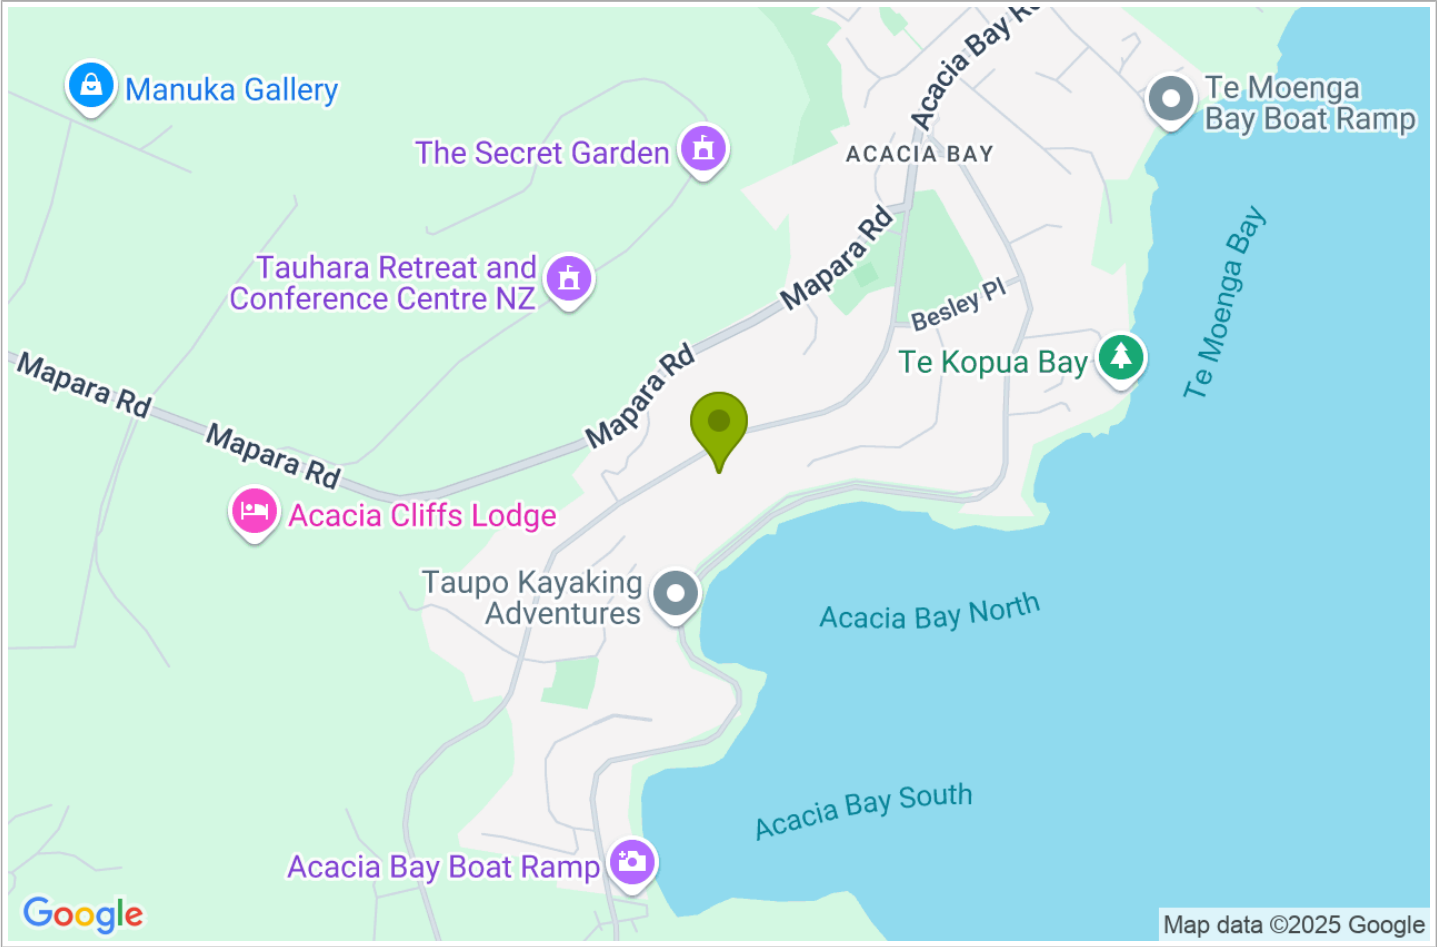 Acacia Bay Rd
Manuka Gallery
Te Moenga
Bay Boat Ramp
The Secret Garden
ACACIA BAY
Mapara Rd
Te Moenga Bay
Tauhara Retreat and
Conference Centre NZ
Besley Pl
Mapara Rd
Te Kopua Bay
Mapara Rd
Mapara Rd
Acacia Cliffs Lodge
Taupo Kayaking
Adventures
Acacia Bay North
Acacia Bay South
Acacia Bay Boat Ramp
Google
Map data ©2025 Google